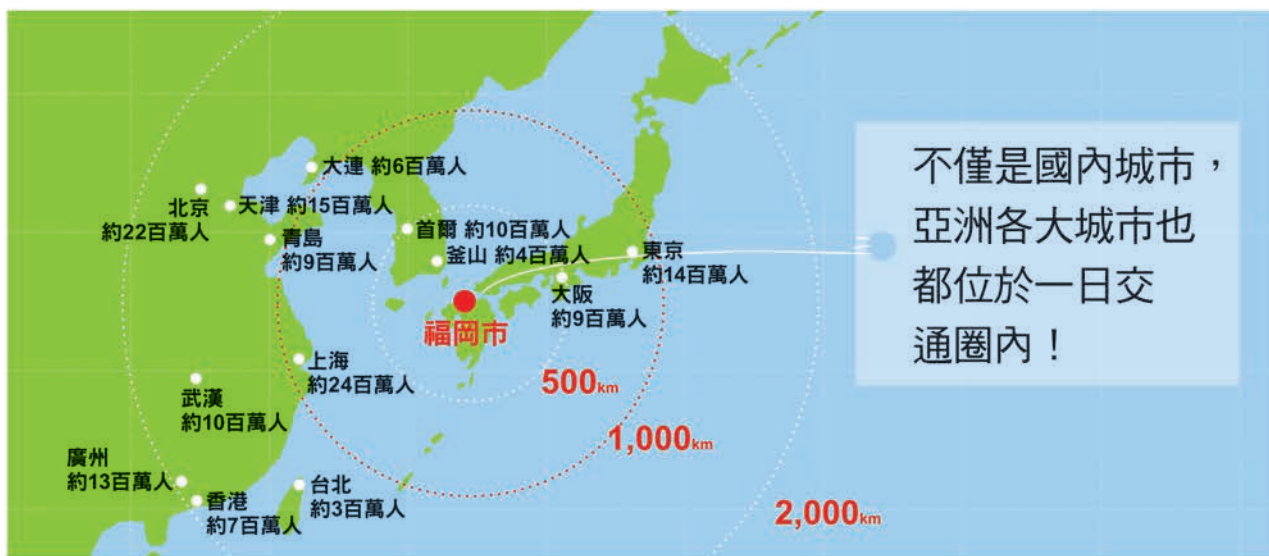 大連 約6百萬人
北京
約22百萬人
天津 約15百萬人
青島
約9百萬人
首爾 約10百萬人
釜山 約4百萬人
東京
約14百萬人
大阪
約9百萬人
福岡市
上海
約24百萬人
武漢
約10百萬人
廣州
約13百萬人
香港
約7百萬人
台北
約3百萬人
500km
1,000km
2,000km
不僅是國內城市，
亞洲各大城市也
都位於一日交
通圈內！